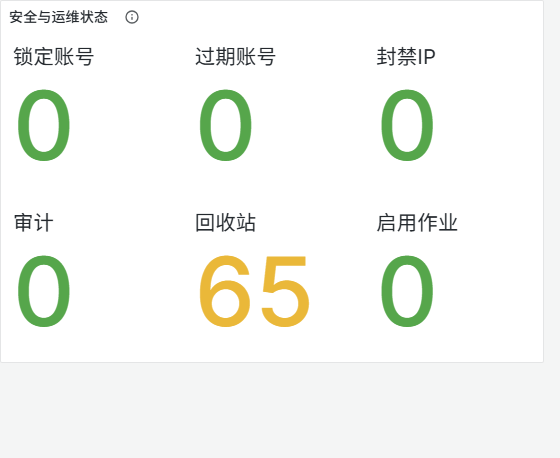 安全与运维状态
锁定账号 过期账号 封禁IP
0 0 0
审计 回收站 启用作业
0 65 0